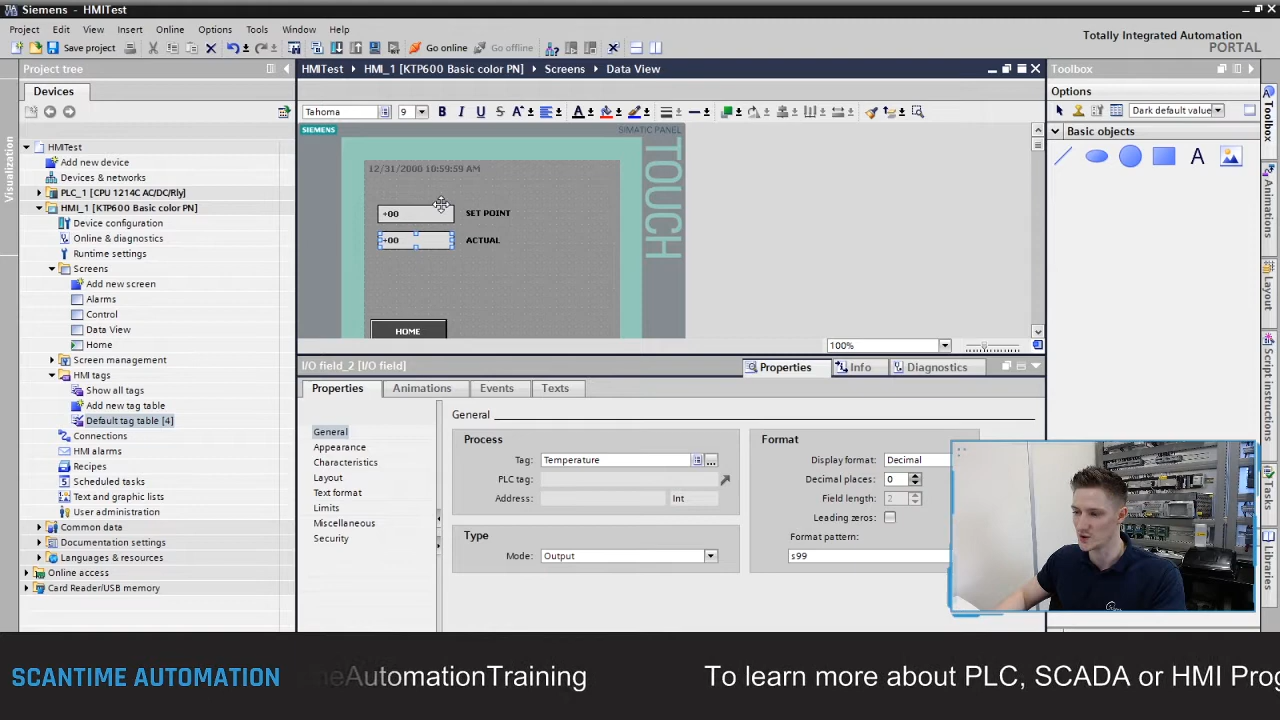 Siemens - HMITest
Project Edit View Insert Online Options Tools Window Help
Totally Integrated Automation
PORTAL
Save project Go online Go offline
Project tree
HMITest HMI_1 [KTP600 Basic color PN] Screens Data View
Toolbox
Devices
Options
Tahoma 9 B I U S A
Dark default value
Basic objects
A
HMITest
Add new device
Devices & networks
PLC_1 [CPU 1214C AC/DC/Rly]
HMI_1 [KTP600 Basic color PN]
Device configuration
Online & diagnostics
Runtime settings
Screens
Add new screen
Alarms
Control
Data View
Home
Screen management
HMI tags
Show all tags
Add new tag table
Default tag table [4]
Connections
HMI alarms
Recipes
Scheduled tasks
Text and graphic lists
User administration
Common data
Documentation settings
Languages & resources
Online access
Card Reader/USB memory
Visualization
SIEMENS
SIMATIC PANEL
TOUCH
12/31/2000 10:59:59 AM
+00 SET POINT
+00 ACTUAL
HOME
100%
I/O field_2 [I/O field]
Properties Info Diagnostics
Properties Animations Events Texts
General
Appearance
Characteristics
Layout
Text format
Limits
Miscellaneous
Security
General
Process
Tag: Temperature
PLC tag:
Address: Int
Type
Mode: Output
Format
Display format: Decimal
Decimal places: 0
Field length: 2
Leading zeros:
Format pattern:
s99
Toolbox
Animations
Layout
Script instructions
Tasks
Libraries
SCANTIME AUTOMATION
eAutomationTraining
To learn more about PLC, SCADA or HMI Prog